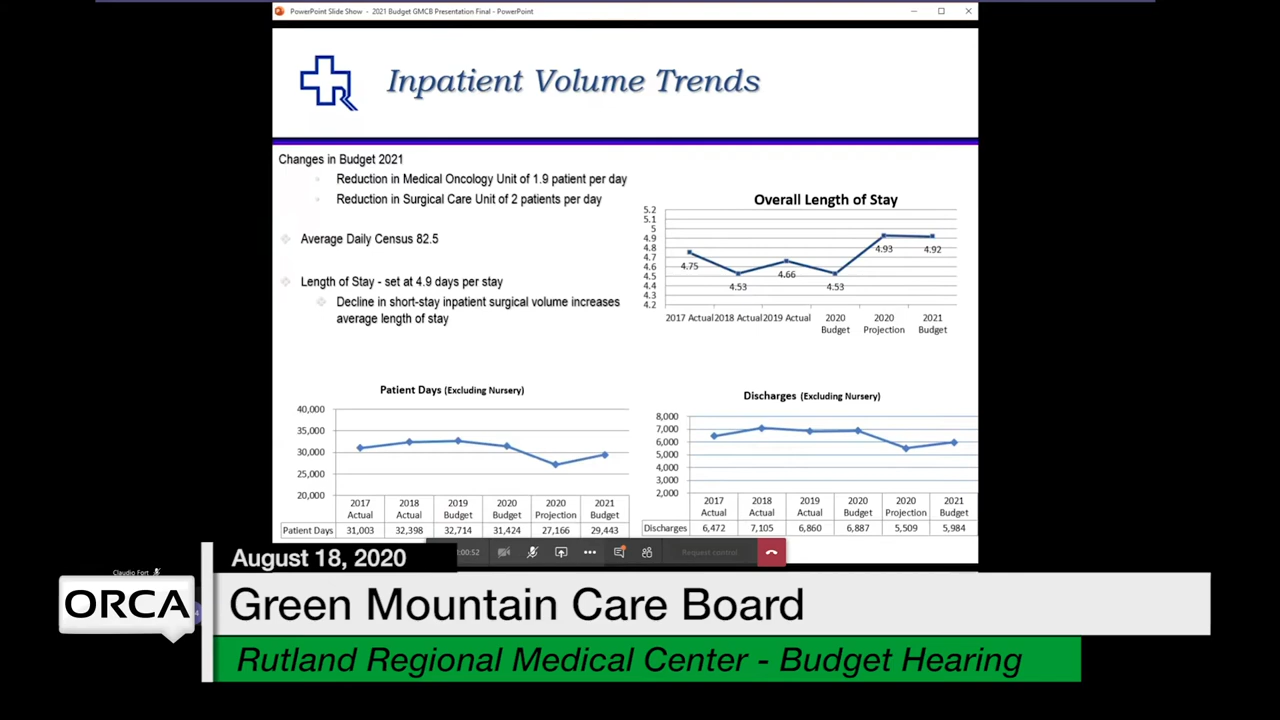 PowerPoint Slide Show - 2021 Budget GMCB Presentation Final - PowerPoint
Inpatient Volume Trends
Changes in Budget 2021
Reduction in Medical Oncology Unit of 1.9 patient per day
Reduction in Surgical Care Unit of 2 patients per day
Average Daily Census 82.5
Length of Stay - set at 4.9 days per stay
Decline in short-stay inpatient surgical volume increases
average length of stay
Overall Length of Stay
5.2
5.1
5
4.9
4.8
4.7
4.6
4.5
4.4
4.3
4.2
4.75
4.53
4.66
4.53
4.93
4.92
2017 Actual 2018 Actual 2019 Actual 2020 Budget 2020 Projection 2021 Budget
Patient Days (Excluding Nursery)
40,000
35,000
30,000
25,000
20,000
2017 Actual 2018 Actual 2019 Budget 2020 Budget 2020 Projection 2021 Budget
Patient Days 31,003 32,398 32,714 31,424 27,166 29,443
Discharges (Excluding Nursery)
8,000
7,000
6,000
5,000
4,000
3,000
2,000
2017 Actual 2018 Actual 2019 Actual 2020 Budget 2020 Projection 2021 Budget
Discharges 6,472 7,105 6,860 6,887 5,509 5,984
:00:52
Request control
Claudio Fort
August 18, 2020
ORCA
Green Mountain Care Board
Rutland Regional Medical Center - Budget Hearing